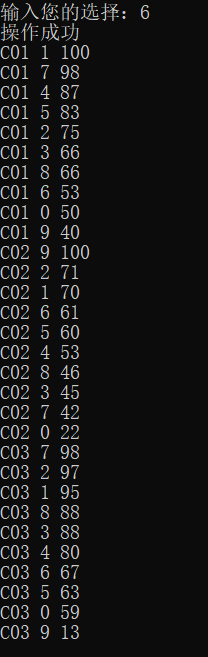 输入您的选择：6
操作成功
C01 1 100
C01 7 98
C01 4 87
C01 5 83
C01 2 75
C01 3 66
C01 8 66
C01 6 53
C01 0 50
C01 9 40
C02 9 100
C02 2 71
C02 1 70
C02 6 61
C02 5 60
C02 4 53
C02 8 46
C02 3 45
C02 7 42
C02 0 22
C03 7 98
C03 2 97
C03 1 95
C03 8 88
C03 3 88
C03 4 80
C03 6 67
C03 5 63
C03 0 59
C03 9 13